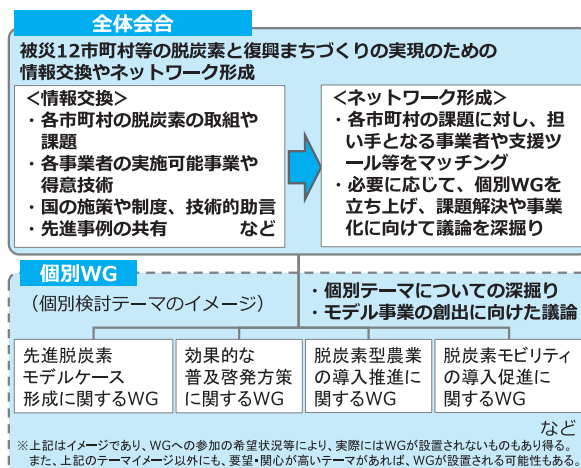 全体会合
被災12市町村等の脱炭素と復興まちづくりの実現のための
情報交換やネットワーク形成
＜情報交換＞
・各市町村の脱炭素の取組や
課題
・各事業者の実施可能事業や
得意技術
・国の施策や制度、技術的助言
・先進事例の共有　など
＜ネットワーク形成＞
・各市町村の課題に対し、担
い手となる事業者や支援ツ
ール等をマッチング
・必要に応じて、個別WGを
立ち上げ、課題解決や事業
化に向けて議論を深掘り
個別WG
（個別検討テーマのイメージ）
・個別テーマについての深掘り
・モデル事業の創出に向けた議論
先進脱炭素
モデルケース
形成に関するWG
効果的な
普及啓発方策
に関するWG
脱炭素型農業
の導入推進に
関するWG
脱炭素モビリティ
の導入促進に
関するWG
など
※上記はイメージであり、WGへの参加の希望状況等により、実際にはWGが設置されないものもあり得る。
また、上記のテーマイメージ以外にも、要望・関心が高いテーマがあれば、WGが設置される可能性もある